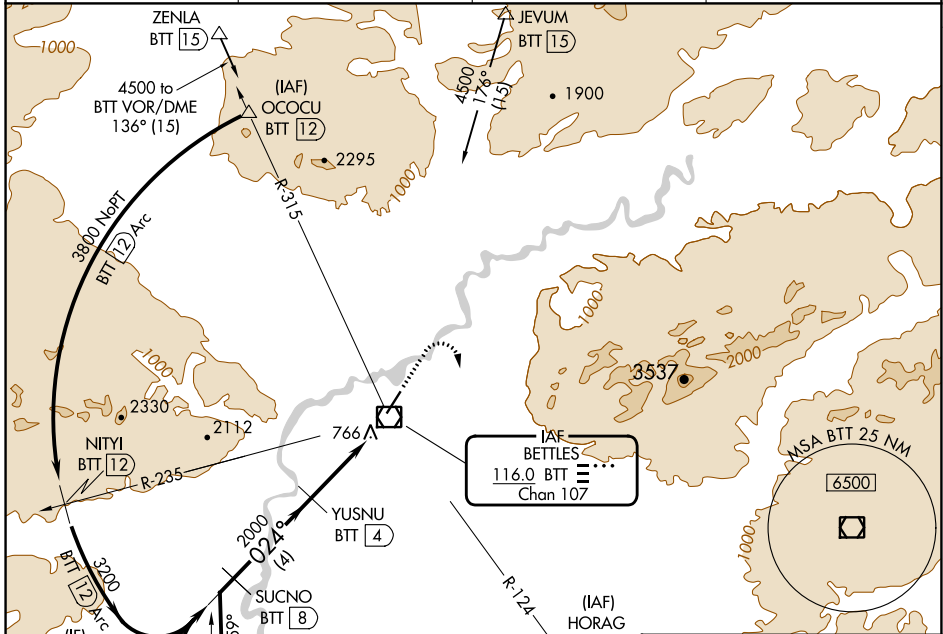 ZENLA
BTT 15
JEVUM
BTT 15
1000
4500 to
BTT VOR/DME
136° (15)
(IAF)
OCOCU
BTT 12
4500
176°
(15)
1900
2295
1000
R-315
3800 NoPT
BTT 12 Arc
1000
1000
2000
3537
2330
2112
NITYI
BTT 12
R-235
766
IAF
BETTLES
116.0 BTT
Chan 107
MSA BTT 25 NM
6500
YUSNU
BTT 4
2000
024°
(4)
1000
3200
BTT 12 Arc
SUCNO
BTT 8
R-124
(IAF)
HORAG